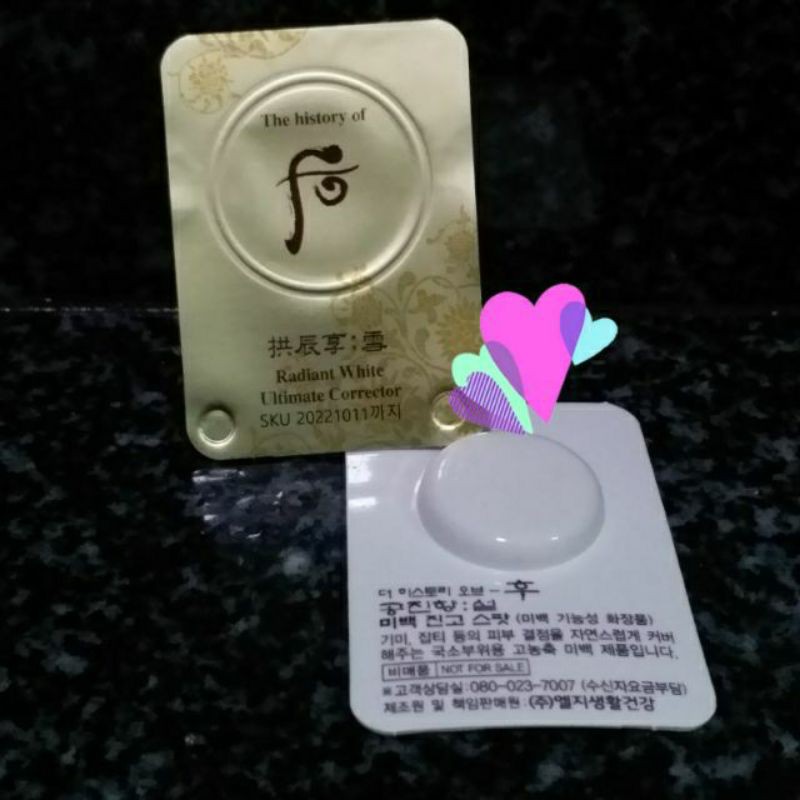 The history of
후
拱辰享:雪
Radiant White
Ultimate Corrector
SKU 20221011까지
더 히스토리 오브 - 후
공진향:설
미백 진고 스팟 (미백 기능성 화장품)
기미, 잡티 등의 피부 결점을 자연스럽게 커버
해주는 국소부위용 고농축 미백 제품입니다.
비매품 NOT FOR SALE
※고객상담실:080-023-7007 (수신자요금부담)
제조원 및 책임판매원:(주)엘지생활건강